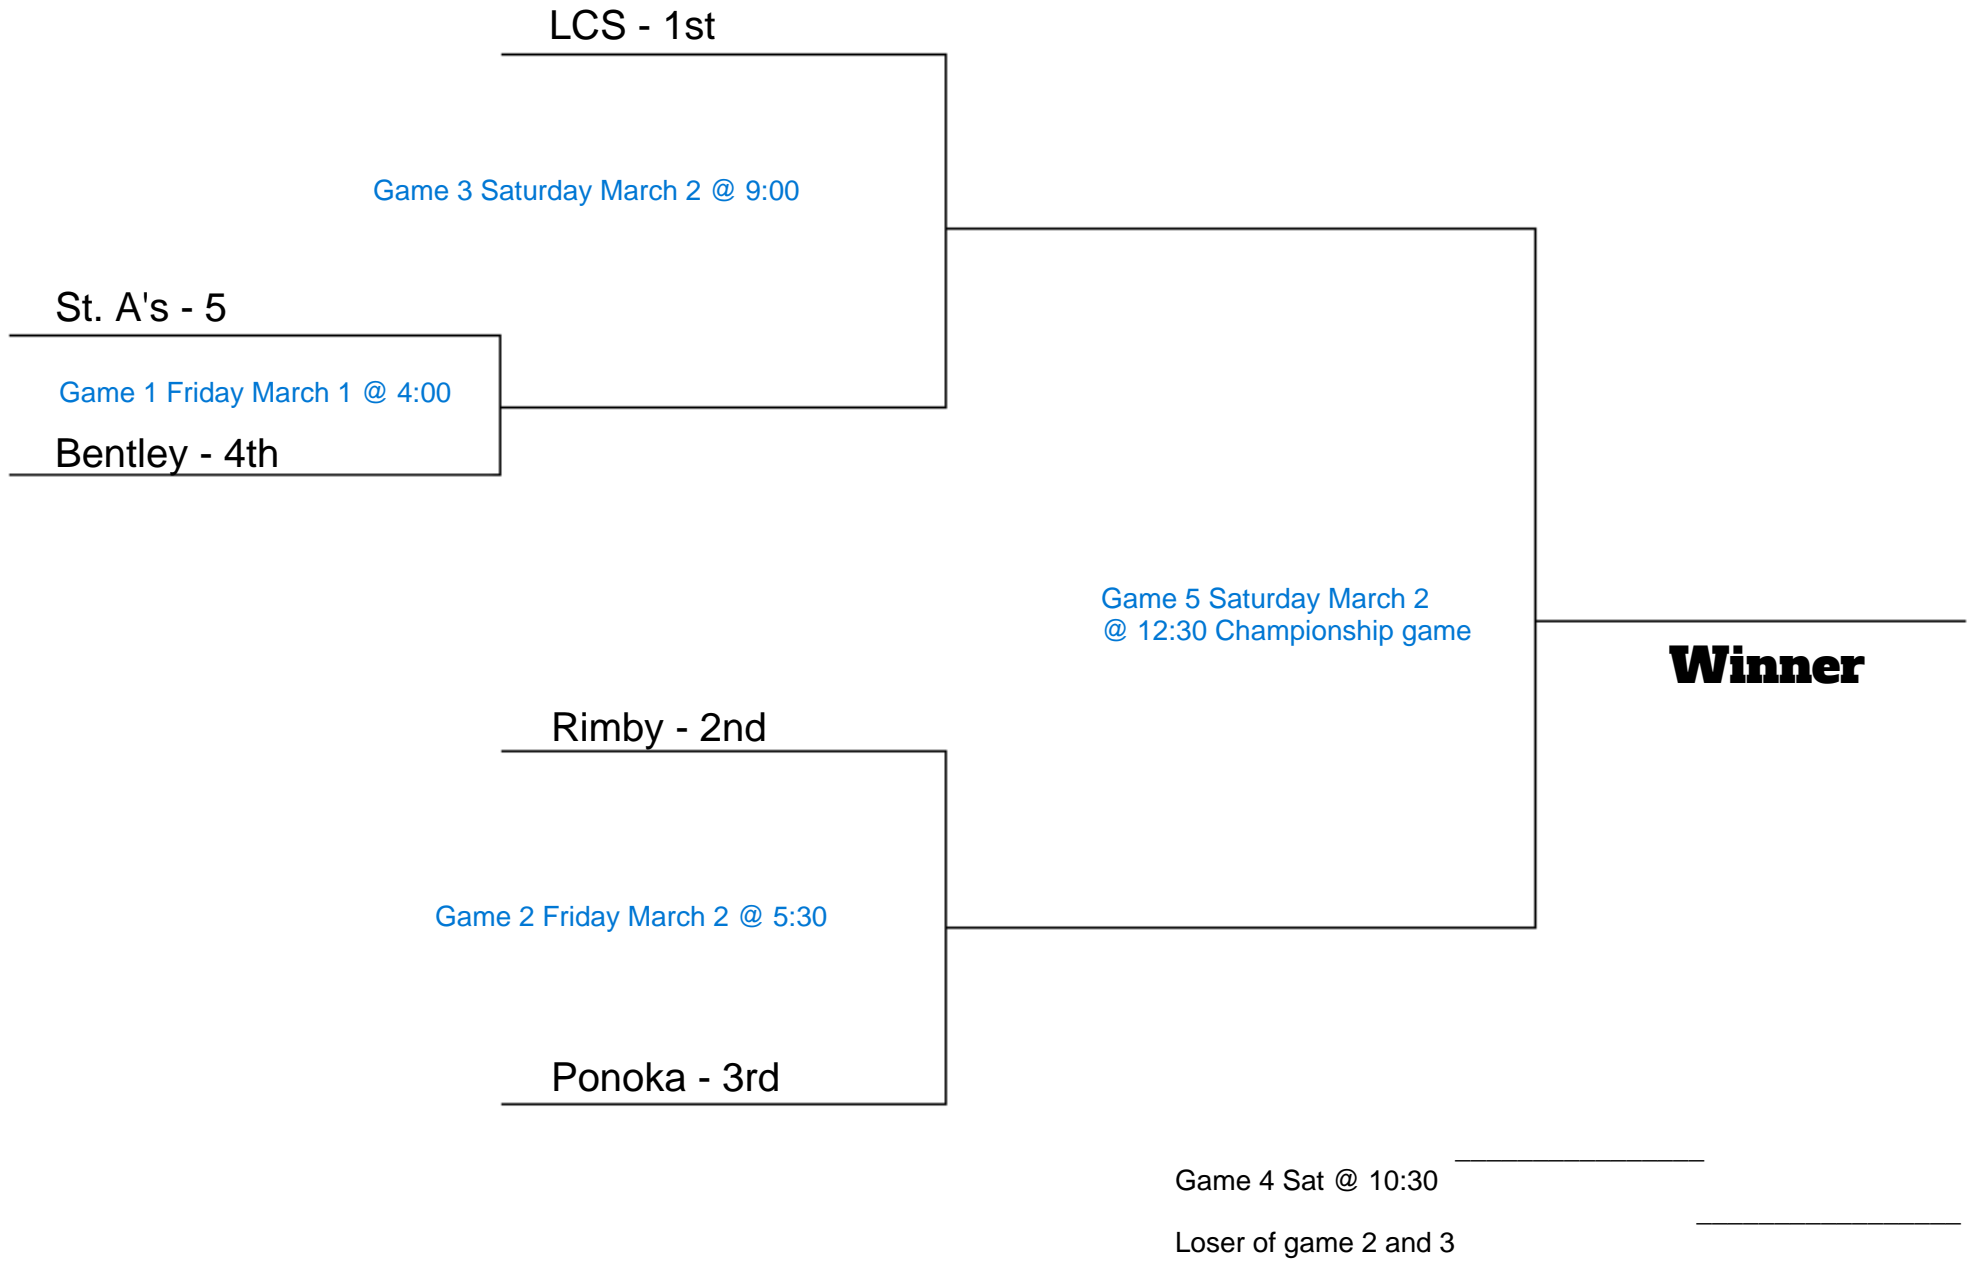 LCS - 1st
Game 3 Saturday March 2 @ 9:00
St. A's - 5
Game 1 Friday March 1 @ 4:00
Bentley - 4th
Game 5 Saturday March 2
@ 12:30 Championship game
Winner
Rimby - 2nd
Game 2 Friday March 2 @ 5:30
Ponoka - 3rd
Game 4 Sat @ 10:30
Loser of game 2 and 3